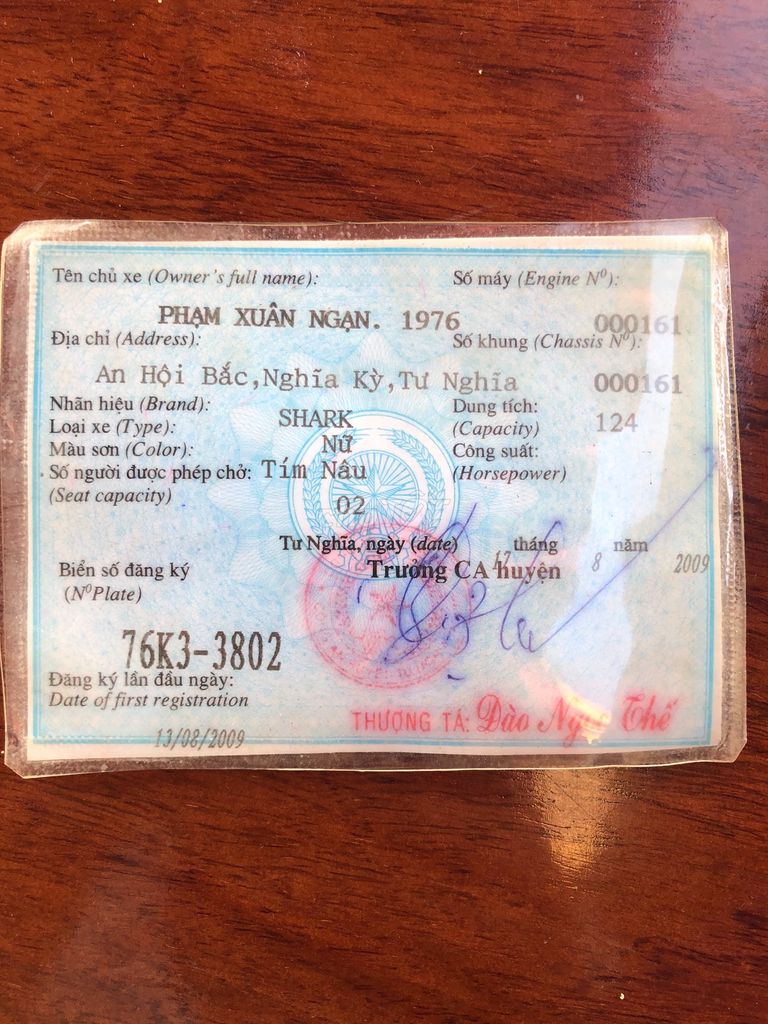 Tên chủ xe (Owner's full name):
Số máy (Engine Nº):
PHẠM XUÂN NGẠN. 1976
000161
Địa chỉ (Address):
Số khung (Chassis Nº):
An Hội Bắc,Nghĩa Kỳ,Tư Nghĩa
000161
Nhãn hiệu (Brand):
SHARK
Dung tích:
(Capacity)
124
Loại xe (Type):
Nữ
Màu sơn (Color):
Tím Nâu
Công suất:
(Horsepower)
Số người được phép chở:
(Seat capacity)
02
Tư Nghĩa, ngày (date) 17 tháng 8 năm 2009
Trưởng CA huyện
Biển số đăng ký
(NºPlate)
76K3-3802
Đăng ký lần đầu ngày:
Date of first registration
13/08/2009
THƯỢNG TÁ: Đào Ngọc Thế